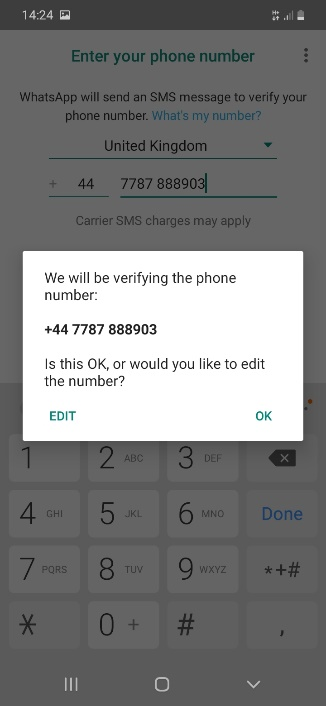 14:24
Enter your phone number
WhatsApp will send an SMS message to verify your
phone number. What's my number?
United Kingdom
+ 44 7787 888903
Carrier SMS charges may apply
We will be verifying the phone
number:
+44 7787 888903
Is this OK, or would you like to edit
the number?
EDIT OK
1 2 ABC 3 DEF
4 GHI 5 JKL 6 MNO Done
7 PQRS 8 TUV 9 WXYZ *+#
* 0 + # ,